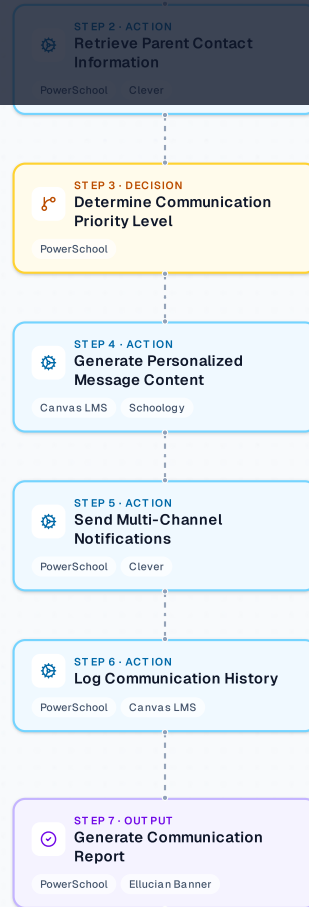 STEP 2 · ACTION
Retrieve Parent Contact
Information
PowerSchool Clever
STEP 3 · DECISION
Determine Communication
Priority Level
PowerSchool
STEP 4 · ACTION
Generate Personalized
Message Content
Canvas LMS Schoology
STEP 5 · ACTION
Send Multi-Channel
Notifications
PowerSchool Clever
STEP 6 · ACTION
Log Communication History
PowerSchool Canvas LMS
STEP 7 · OUTPUT
Generate Communication
Report
PowerSchool Ellucian Banner